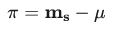 π = mₛ − μ